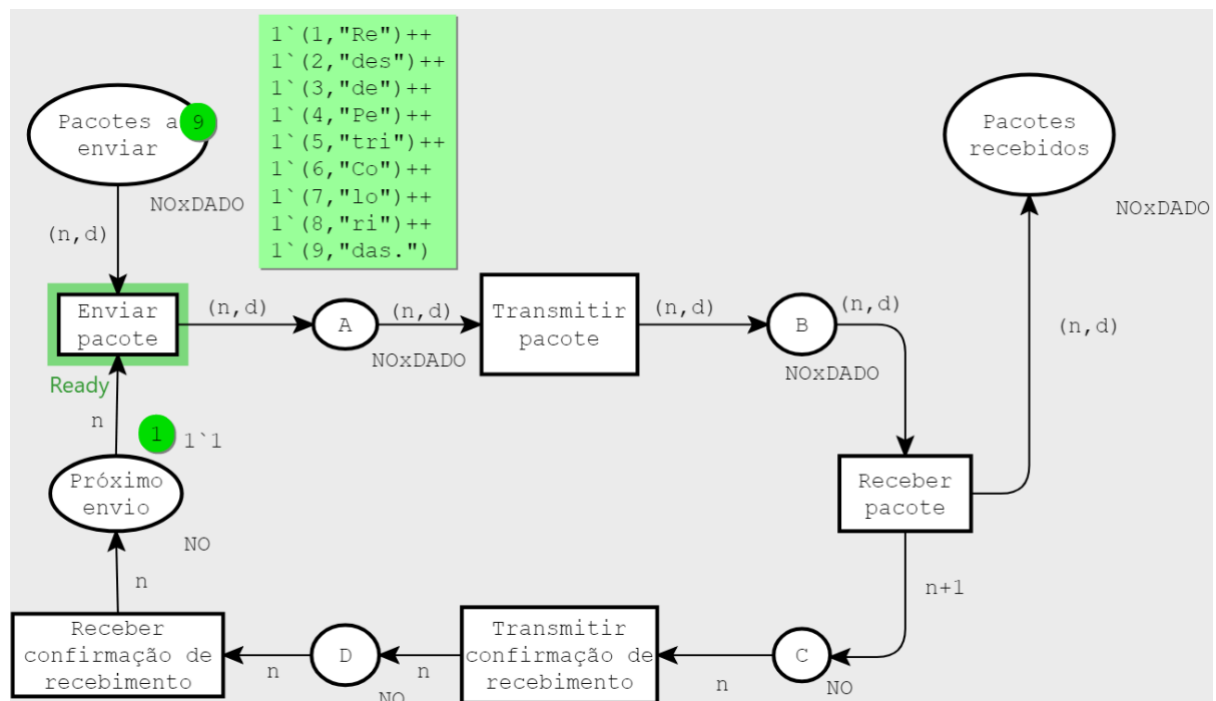 1`(1,"Re")++
1`(2,"des")++
1`(3,"de")++
1`(4,"Pe")++
1`(5,"tri")++
1`(6,"Co")++
1`(7,"lo")++
1`(8,"ri")++
1`(9,"das.")
Pacotes a
enviar
9
NOxDADO
(n,d)
Pacotes
recebidos
NOxDADO
Enviar
pacote
Ready
(n,d)
A
NOxDADO
(n,d)
Transmitir
pacote
(n,d)
B
NOxDADO
(n,d)
(n,d)
n
1
1`1
Próximo
envio
NO
Receber
pacote
n
n+1
Receber
confirmação de
recebimento
n
D
NO
n
Transmitir
confirmação de
recebimento
n
C
NO